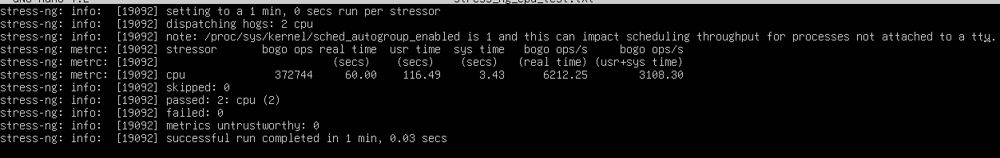 stress-ng: info:  [19092] setting to a 1 min, 0 secs run per stressor
stress-ng: info:  [19092] dispatching hogs: 2 cpu
stress-ng: info:  [19092] note: /proc/sys/kernel/sched_autogroup_enabled is 1 and this can impact scheduling throughput for processes not attached to a tty.
stress-ng: metrc: [19092] stressor       bogo ops real time  usr time  sys time   bogo ops/s     bogo ops/s
stress-ng: metrc: [19092]                           (secs)    (secs)    (secs)   (real time) (usr+sys time)
stress-ng: metrc: [19092] cpu              372744     60.00    116.49      3.43      6212.25        3108.30
stress-ng: info:  [19092] skipped: 0
stress-ng: info:  [19092] passed: 2: cpu (2)
stress-ng: info:  [19092] failed: 0
stress-ng: info:  [19092] metrics untrustworthy: 0
stress-ng: info:  [19092] successful run completed in 1 min, 0.03 secs